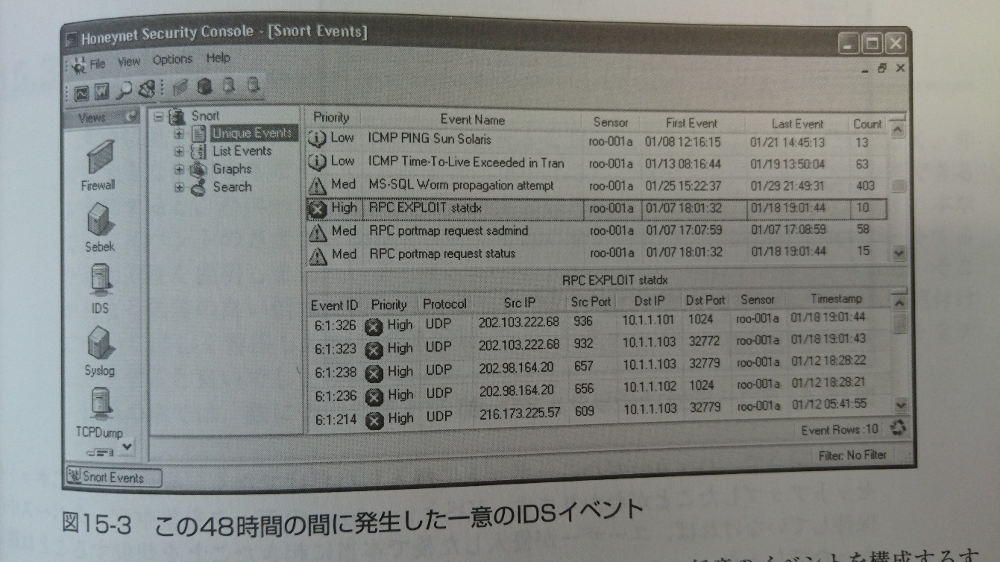 Honeynet Security Console - [Snort Events]
File View Options Help
Views
Firewall
Sebek
IDS
Syslog
TCPDump
Snort
Unique Events
List Events
Graphs
Search
Priority Event Name Sensor First Event Last Event Count
Low ICMP PING Sun Solaris roo-001a 01/08 12:16:15 01/21 14:45:13 13
Low ICMP Time-To-Live Exceeded in Tran roo-001a 01/13 08:16:44 01/19 13:50:04 63
Med MS-SQL Worm propagation attempt roo-001a 01/25 15:22:37 01/29 21:49:31 403
High RPC EXPLOIT statdx roo-001a 01/07 18:01:32 01/18 19:01:44 10
Med RPC portmap request sadmind roo-001a 01/07 17:07:59 01/07 17:08:59 58
Med RPC portmap request status roo-001a 01/07 18:01:32 01/18 19:01:44 15
RPC EXPLOIT statdx
Event ID Priority Protocol Src IP Src Port Dst IP Dst Port Sensor Timestamp
6:1:326 High UDP 202.103.222.68 936 10.1.1.101 1024 roo-001a 01/18 19:01:44
6:1:323 High UDP 202.103.222.68 932 10.1.1.103 32772 roo-001a 01/18 19:01:43
6:1:238 High UDP 202.98.164.20 657 10.1.1.103 32779 roo-001a 01/12 18:28:22
6:1:236 High UDP 202.98.164.20 656 10.1.1.102 1024 roo-001a 01/12 18:28:21
6:1:214 High UDP 216.173.225.57 609 10.1.1.103 32779 roo-001a 01/12 05:41:55
Event Rows :10
Filter: No Filter
Snort Events
図15-3 この48時間の間に発生した一意のIDSイベント
のイベントを構成するす